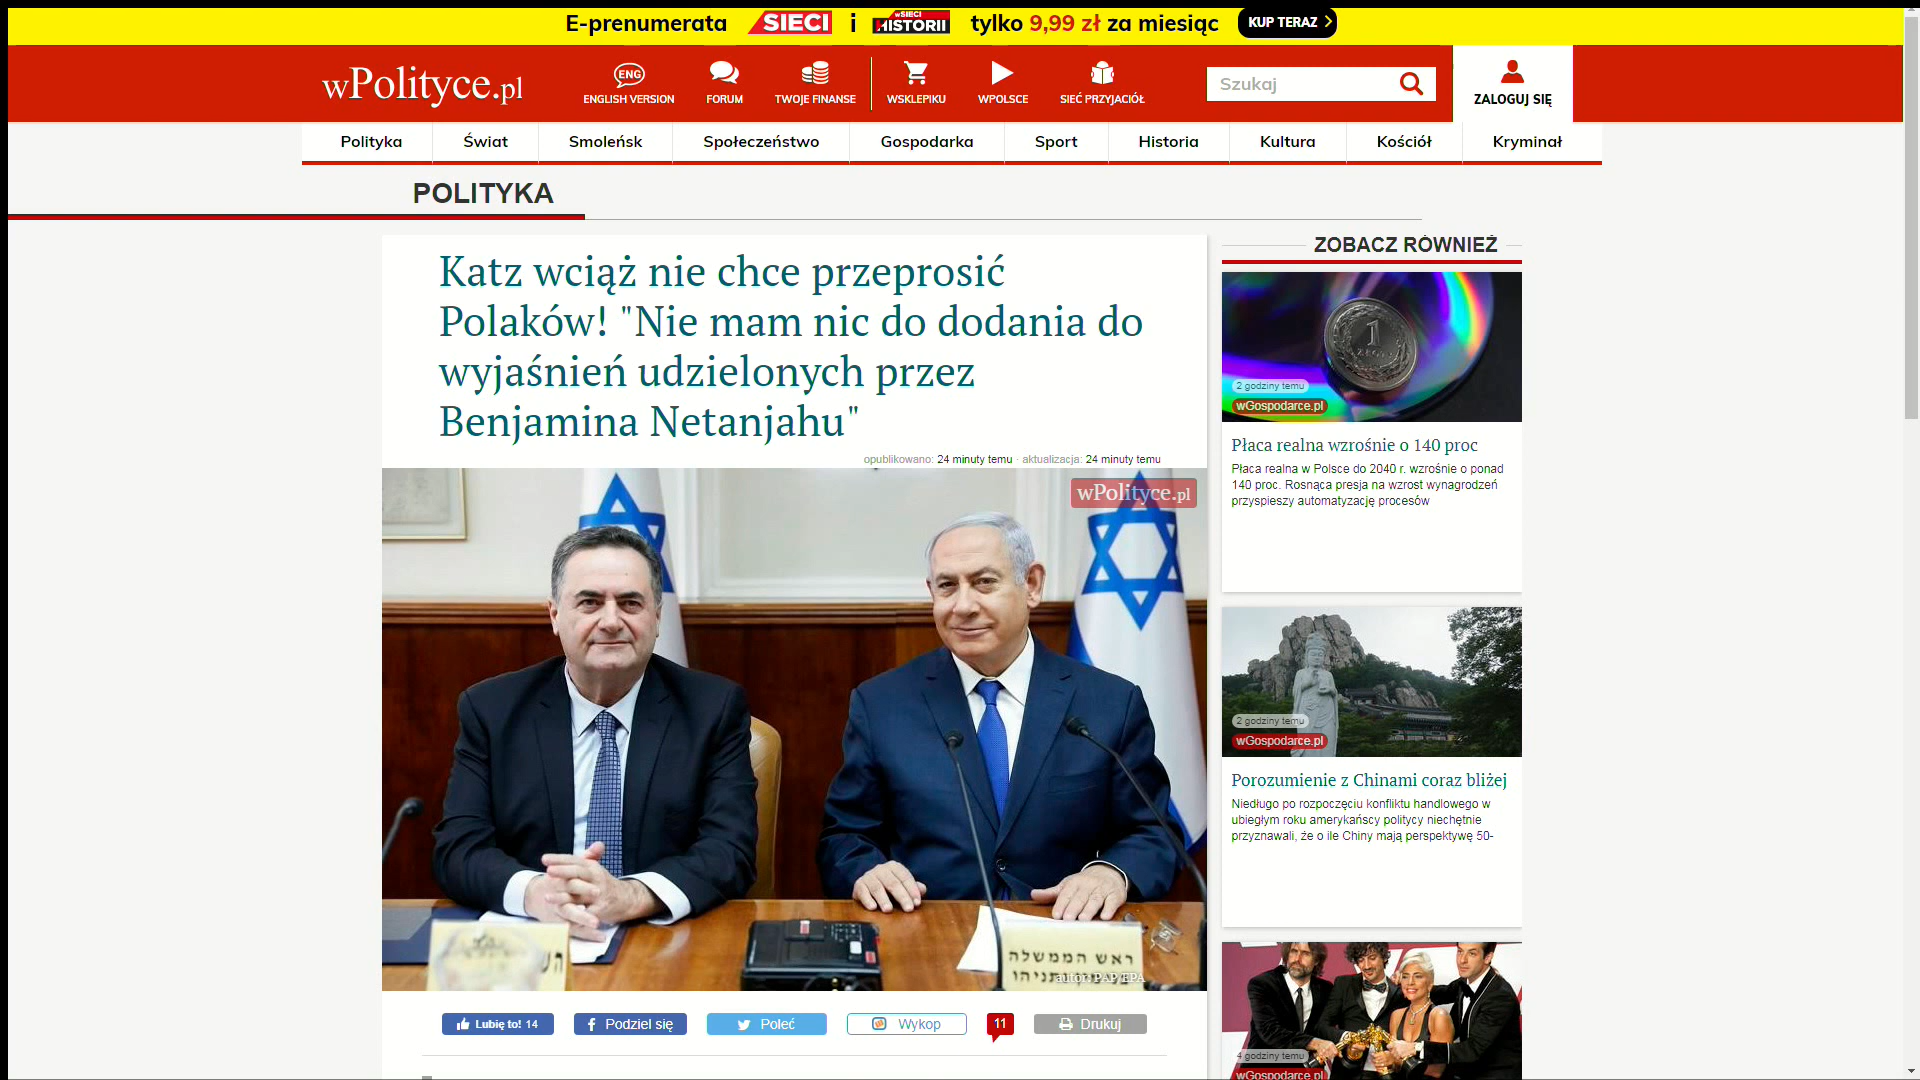 E-prenumerata wSIECI SIECI i wSIECI HISTORII tylko 9,99 zł za miesiąc KUP TERAZ
wPolityce.pl
ENG
ENGLISH VERSION
FORUM
TWOJE FINANSE
WSKLEPIKU
WPOLSCE
SIEĆ PRZYJACIÓŁ
Szukaj
ZALOGUJ SIĘ
Polityka Świat Smoleńsk Społeczeństwo Gospodarka Sport Historia Kultura Kościół Kryminał
POLITYKA
Katz wciąż nie chce przeprosić
Polaków! "Nie mam nic do dodania do
wyjaśnień udzielonych przez
Benjamina Netanjahu"
opublikowano: 24 minuty temu · aktualizacja: 24 minuty temu
wPolityce.pl
ראש הממשלה
autor: PAP/EPA
Lubię to! 14
Podziel się
Poleć
Wykop
11
Drukuj
ZOBACZ RÓWNIEŻ
1
2 godziny temu
wGospodarce.pl
Płaca realna wzrośnie o 140 proc
Płaca realna w Polsce do 2040 r. wzrośnie o ponad
140 proc. Rosnąca presja na wzrost wynagrodzeń
przyspieszy automatyzację procesów
2 godziny temu
wGospodarce.pl
Porozumienie z Chinami coraz bliżej
Niedługo po rozpoczęciu konfliktu handlowego w
ubiegłym roku amerykańscy politycy niechętnie
przyznawali, że o ile Chiny mają perspektywę 50-
4 godziny temu
wGospodarce.pl